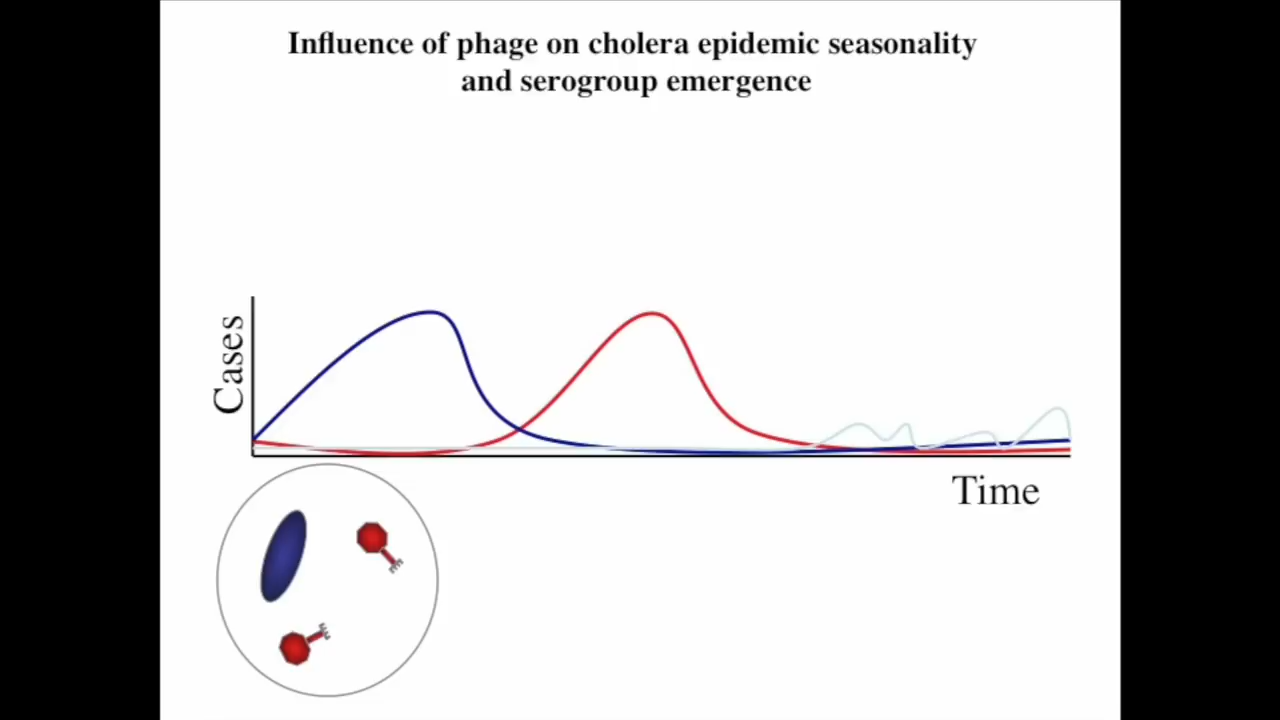 Influence of phage on cholera epidemic seasonality
and serogroup emergence
Cases
Time